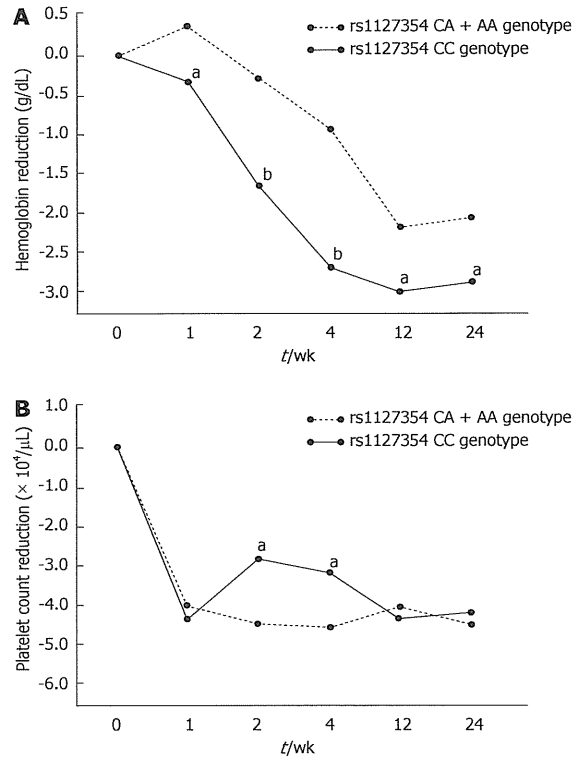 A
rs1127354 CA + AA genotype
rs1127354 CC genotype
Hemoglobin reduction (g/dL)
0.5
0.0
-0.5
-1.0
-1.5
-2.0
-2.5
-3.0
a
b
b
a
a
0 1 2 4 12 24
t/wk
B
rs1127354 CA + AA genotype
rs1127354 CC genotype
Platelet count reduction (× 10⁴/μL)
1.0
0.0
-1.0
-2.0
-3.0
-4.0
-5.0
-6.0
a
a
0 1 2 4 12 24
t/wk